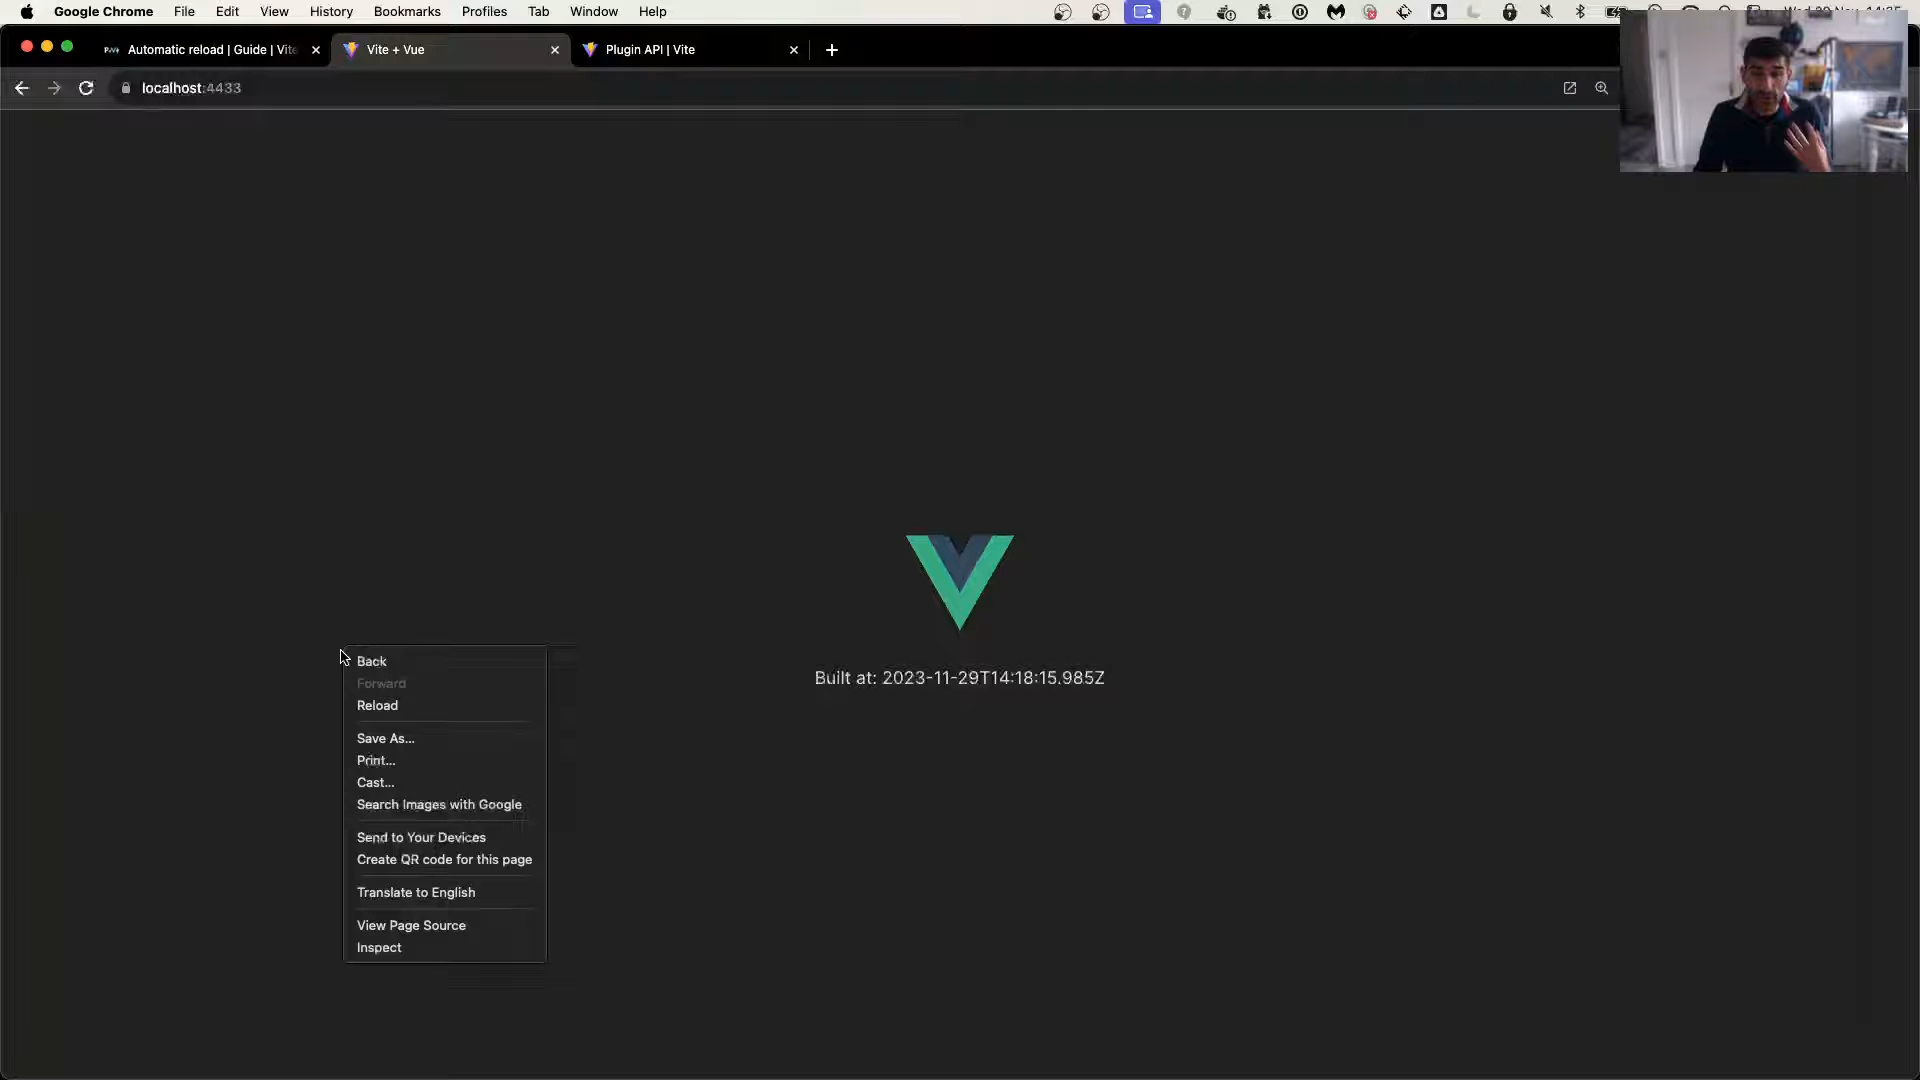 Google Chrome File Edit View History Bookmarks Profiles Tab Window Help
Automatic reload | Guide | Vite
Vite + Vue
Plugin API | Vite
localhost:4433
Built at: 2023-11-29T14:18:15.985Z
Back
Forward
Reload
Save As...
Print...
Cast...
Search Images with Google
Send to Your Devices
Create QR code for this page
Translate to English
View Page Source
Inspect